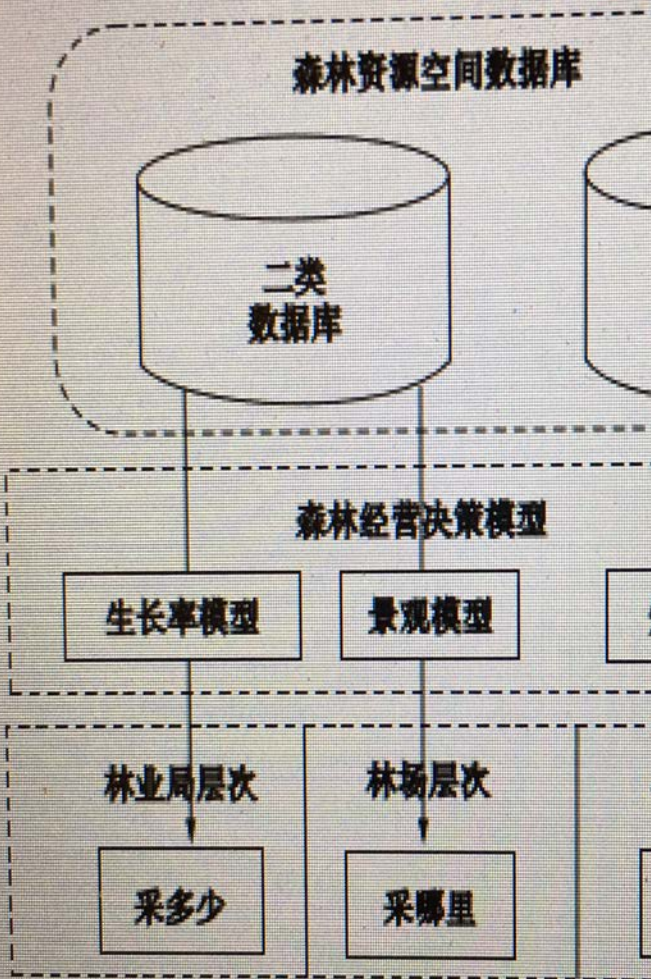 森林资源空间数据库
二类
数据库
森林经营决策模型
生长率模型
景观模型
林业局层次
林场层次
采多少
采哪里